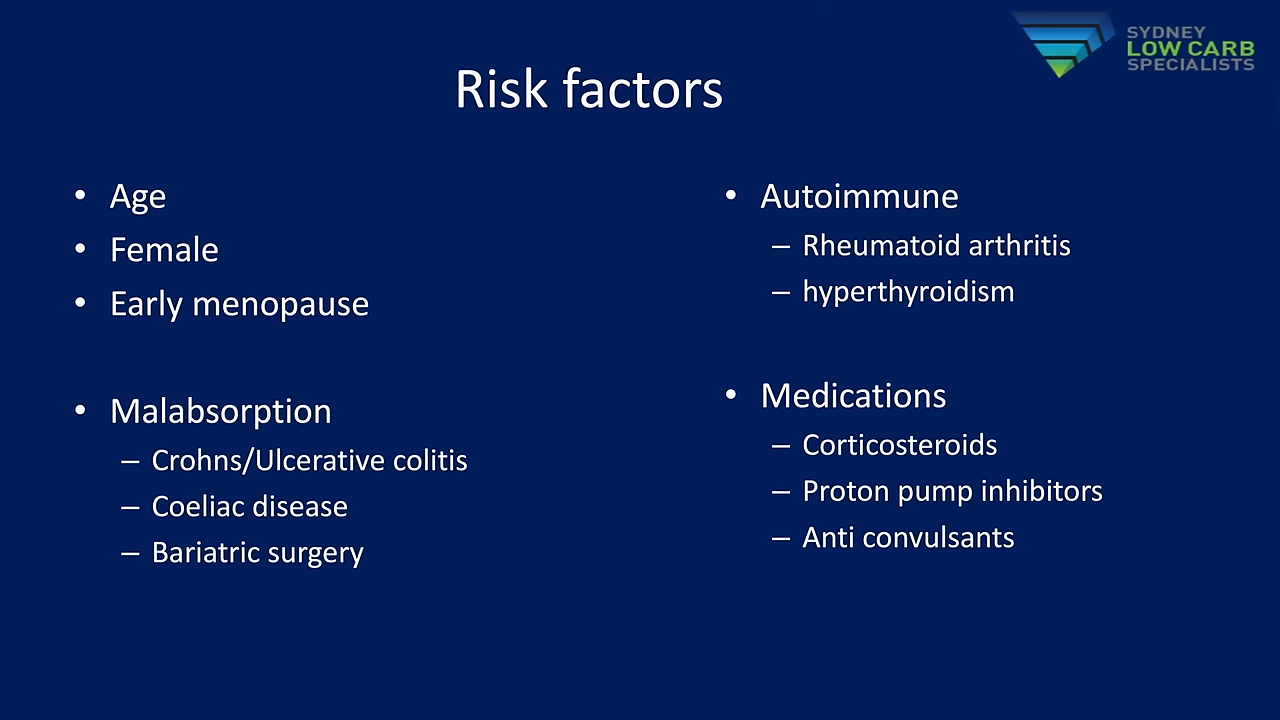 SYDNEY
LOW CARB
SPECIALISTS
Risk factors
• Age
• Female
• Early menopause
• Malabsorption
– Crohns/Ulcerative colitis
– Coeliac disease
– Bariatric surgery
• Autoimmune
– Rheumatoid arthritis
– hyperthyroidism
• Medications
– Corticosteroids
– Proton pump inhibitors
– Anti convulsants